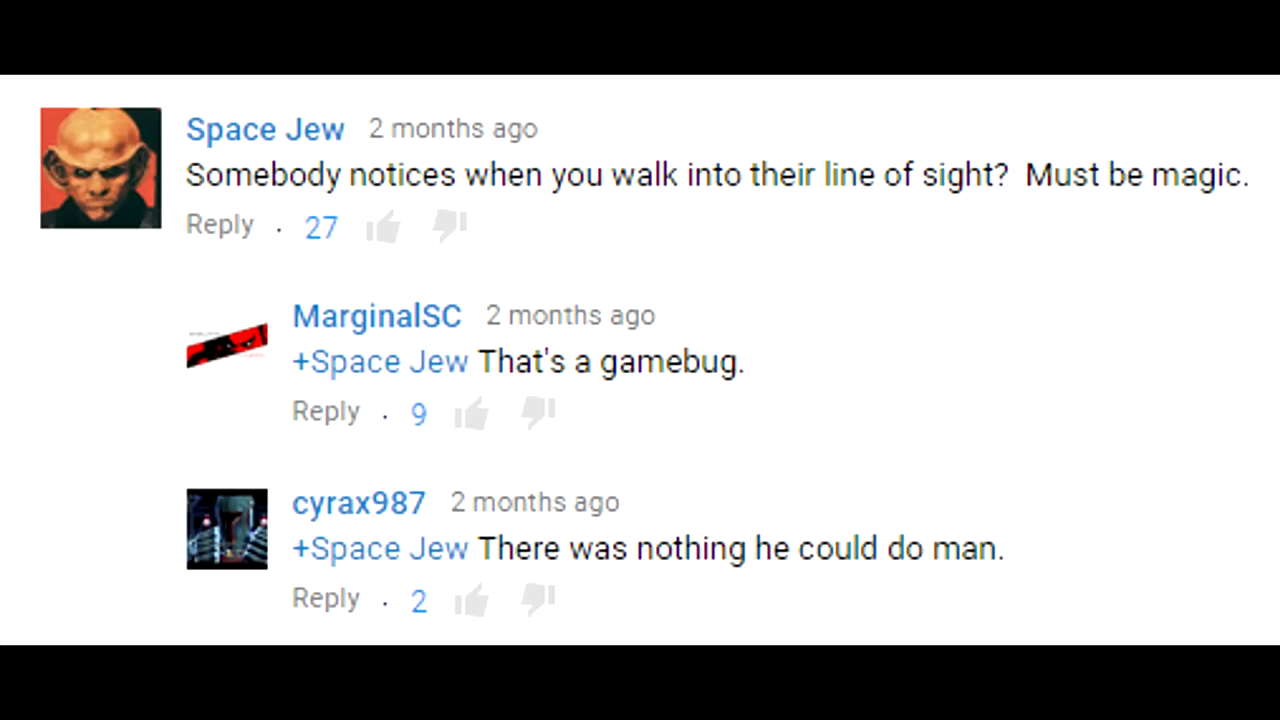 Space Jew 2 months ago
Somebody notices when you walk into their line of sight?  Must be magic.
Reply · 27
MarginalSC 2 months ago
+Space Jew That's a gamebug.
Reply · 9
cyrax987 2 months ago
+Space Jew There was nothing he could do man.
Reply · 2